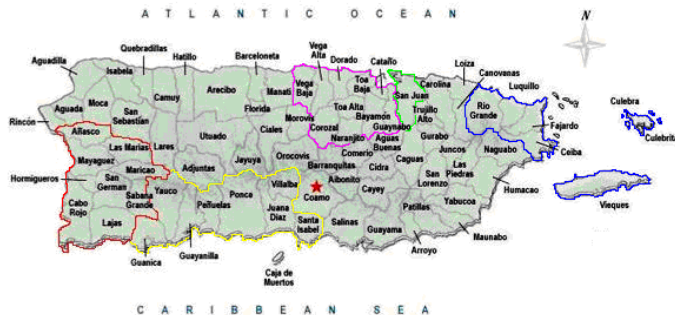 ATLANTIC OCEAN
N
Aguadilla
Isabela
Quebradillas
Hatillo
Barceloneta
Vega Alta
Dorado
Cataño
Loiza
Camuy
Arecibo
Manati
Vega Baja
Toa Baja
San Juan
Carolina
Canovanas
Luquillo
Culebra
Aguada
Moca
San Sebastian
Florida
Toa Alta
Bayamón
Trujillo Alto
Rio Grande
Fajardo
Culebrita
Rincón
Añasco
Las Marias
Lares
Utuado
Ciales
Morovis
Corozal
Naranjito
Guaynabo
Aguas Buenas
Gurabo
Juncos
Naguabo
Ceiba
Mayaguez
Maricao
Adjuntas
Jayuya
Orocovis
Barranquitas
Comerio
Cidra
Caguas
Las Piedras
Hormigueros
San German
Sabana Grande
Yauco
Peñuelas
Ponce
Villalba
Coamo
Aibonito
Cayey
San Lorenzo
Humacao
Vieques
Cabo Rojo
Lajas
Juana Diaz
Santa Isabel
Salinas
Guayama
Patillas
Yabucoa
Guanica
Guayanilla
Caja de Muertos
Arroyo
Maunabo
CARIBBEAN SEA